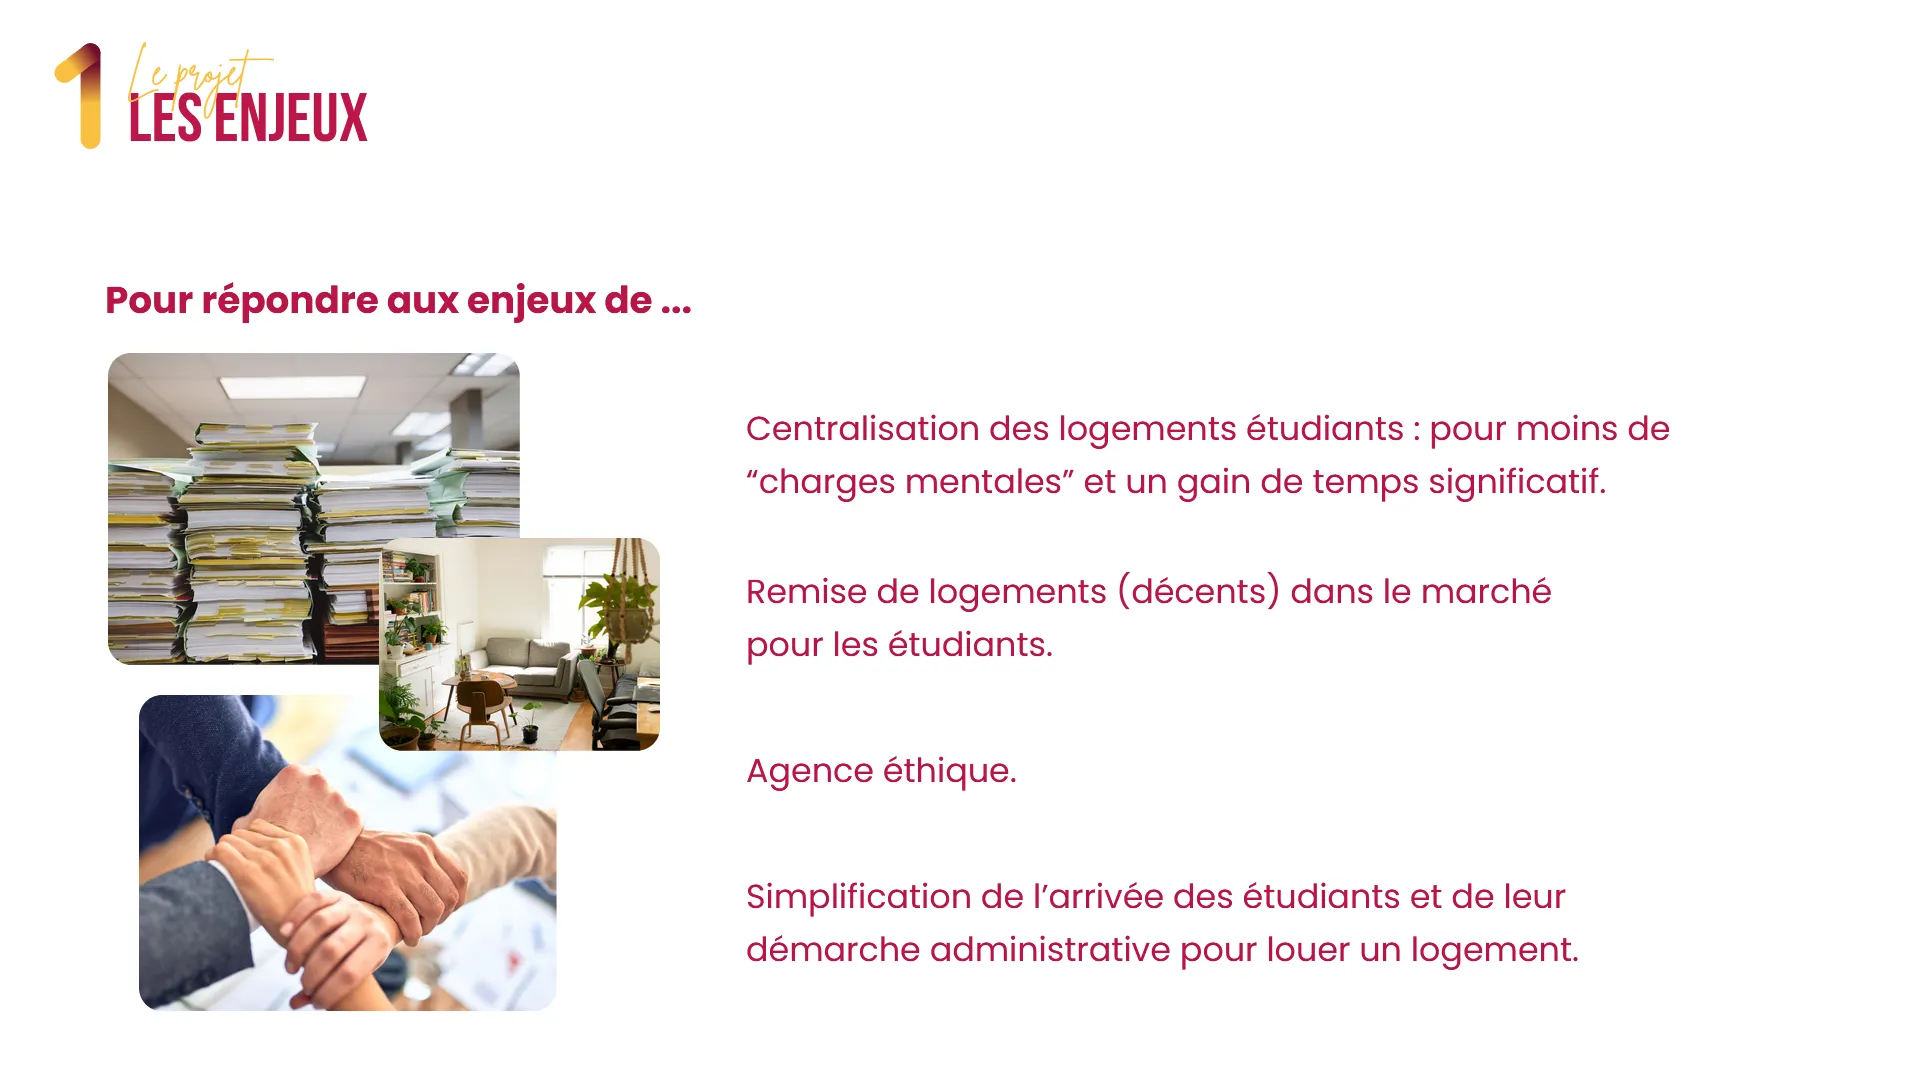 1
Le projet
LES ENJEUX
Pour répondre aux enjeux de ...
Centralisation des logements étudiants : pour moins de
“charges mentales” et un gain de temps significatif.
Remise de logements (décents) dans le marché
pour les étudiants.
Agence éthique.
Simplification de l’arrivée des étudiants et de leur
démarche administrative pour louer un logement.